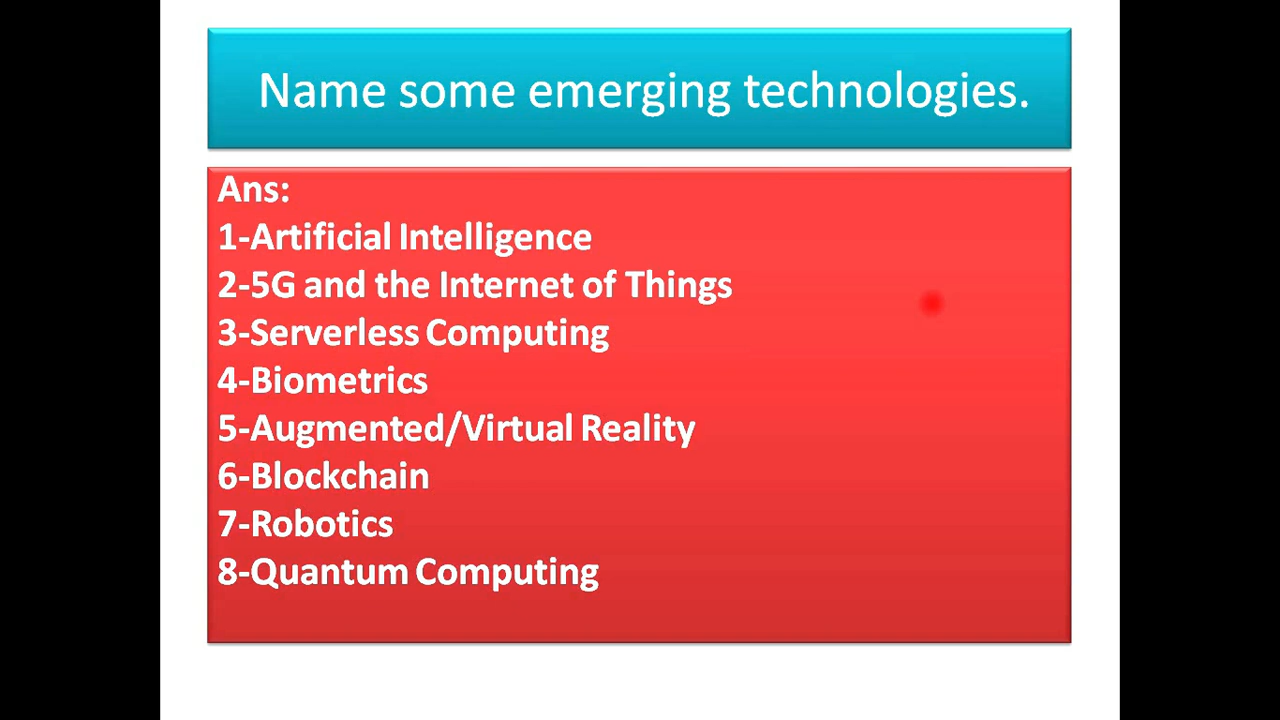 Name some emerging technologies.
Ans:
1-Artificial Intelligence
2-5G and the Internet of Things
3-Serverless Computing
4-Biometrics
5-Augmented/Virtual Reality
6-Blockchain
7-Robotics
8-Quantum Computing